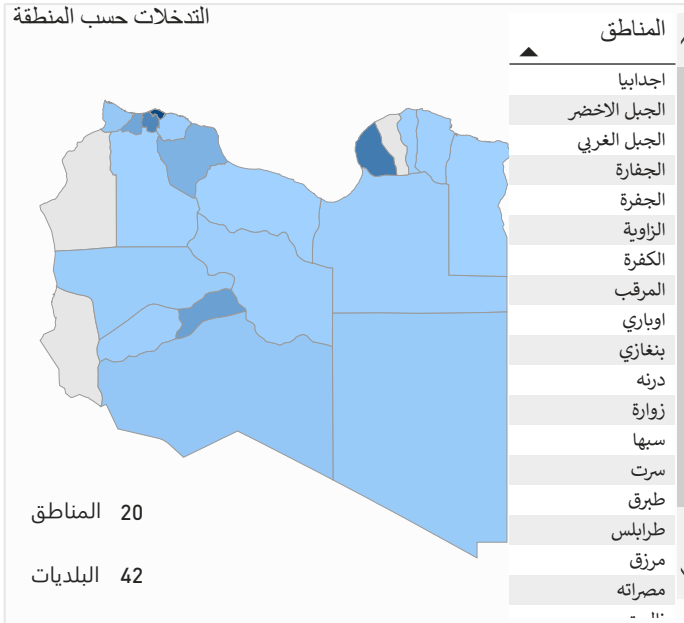 التدخلات حسب المنطقة
المناطق
اجدابيا
الجبل الاخضر
الجبل الغربي
الجفارة
الجفرة
الزاوية
الكفرة
المرقب
اوباري
بنغازي
درنه
زوارة
سبها
سرت
طبرق
طرابلس
مرزق
مصراته
20 المناطق
42 البلديات